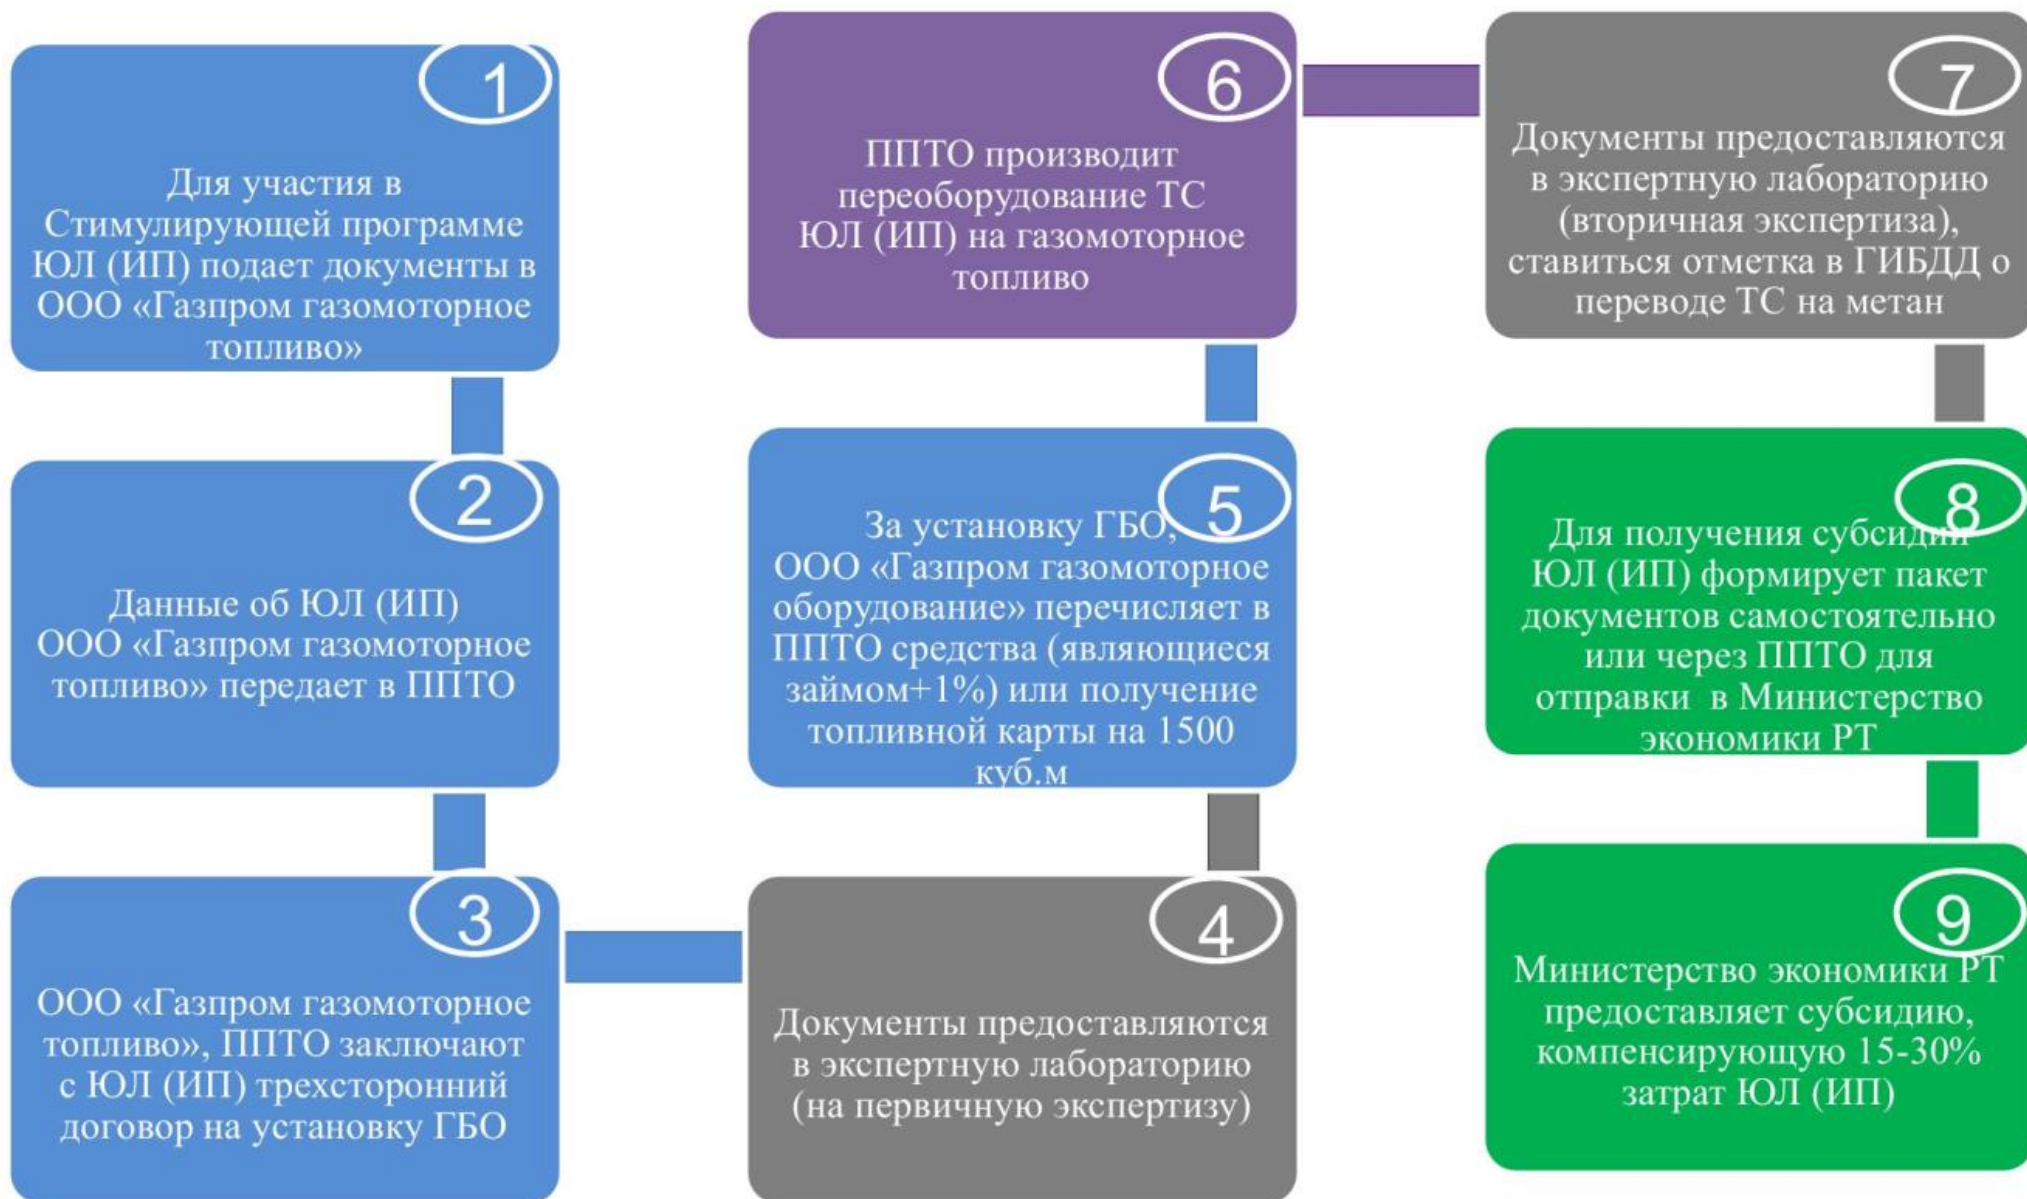 1
Для участия в
Стимулирующей программе
ЮЛ (ИП) подает документы в
ООО «Газпром газомоторное
топливо»
2
Данные об ЮЛ (ИП)
ООО «Газпром газомоторное
топливо» передает в ППТО
3
ООО «Газпром газомоторное
топливо», ППТО заключают
с ЮЛ (ИП) трехсторонний
договор на установку ГБО
4
Документы предоставляются
в экспертную лабораторию
(на первичную экспертизу)
5
За установку ГБО,
ООО «Газпром газомоторное
оборудование» перечисляет в
ППТО средства (являющиеся
займом+1%) или получение
топливной карты на 1500
куб.м
6
ППТО производит
переоборудование ТС
ЮЛ (ИП) на газомоторное
топливо
7
Документы предоставляются
в экспертную лабораторию
(вторичная экспертиза),
ставиться отметка в ГИБДД о
переводе ТС на метан
8
Для получения субсидии
ЮЛ (ИП) формирует пакет
документов самостоятельно
или через ППТО для
отправки в Министерство
экономики РТ
9
Министерство экономики РТ
предоставляет субсидию,
компенсирующую 15-30%
затрат ЮЛ (ИП)